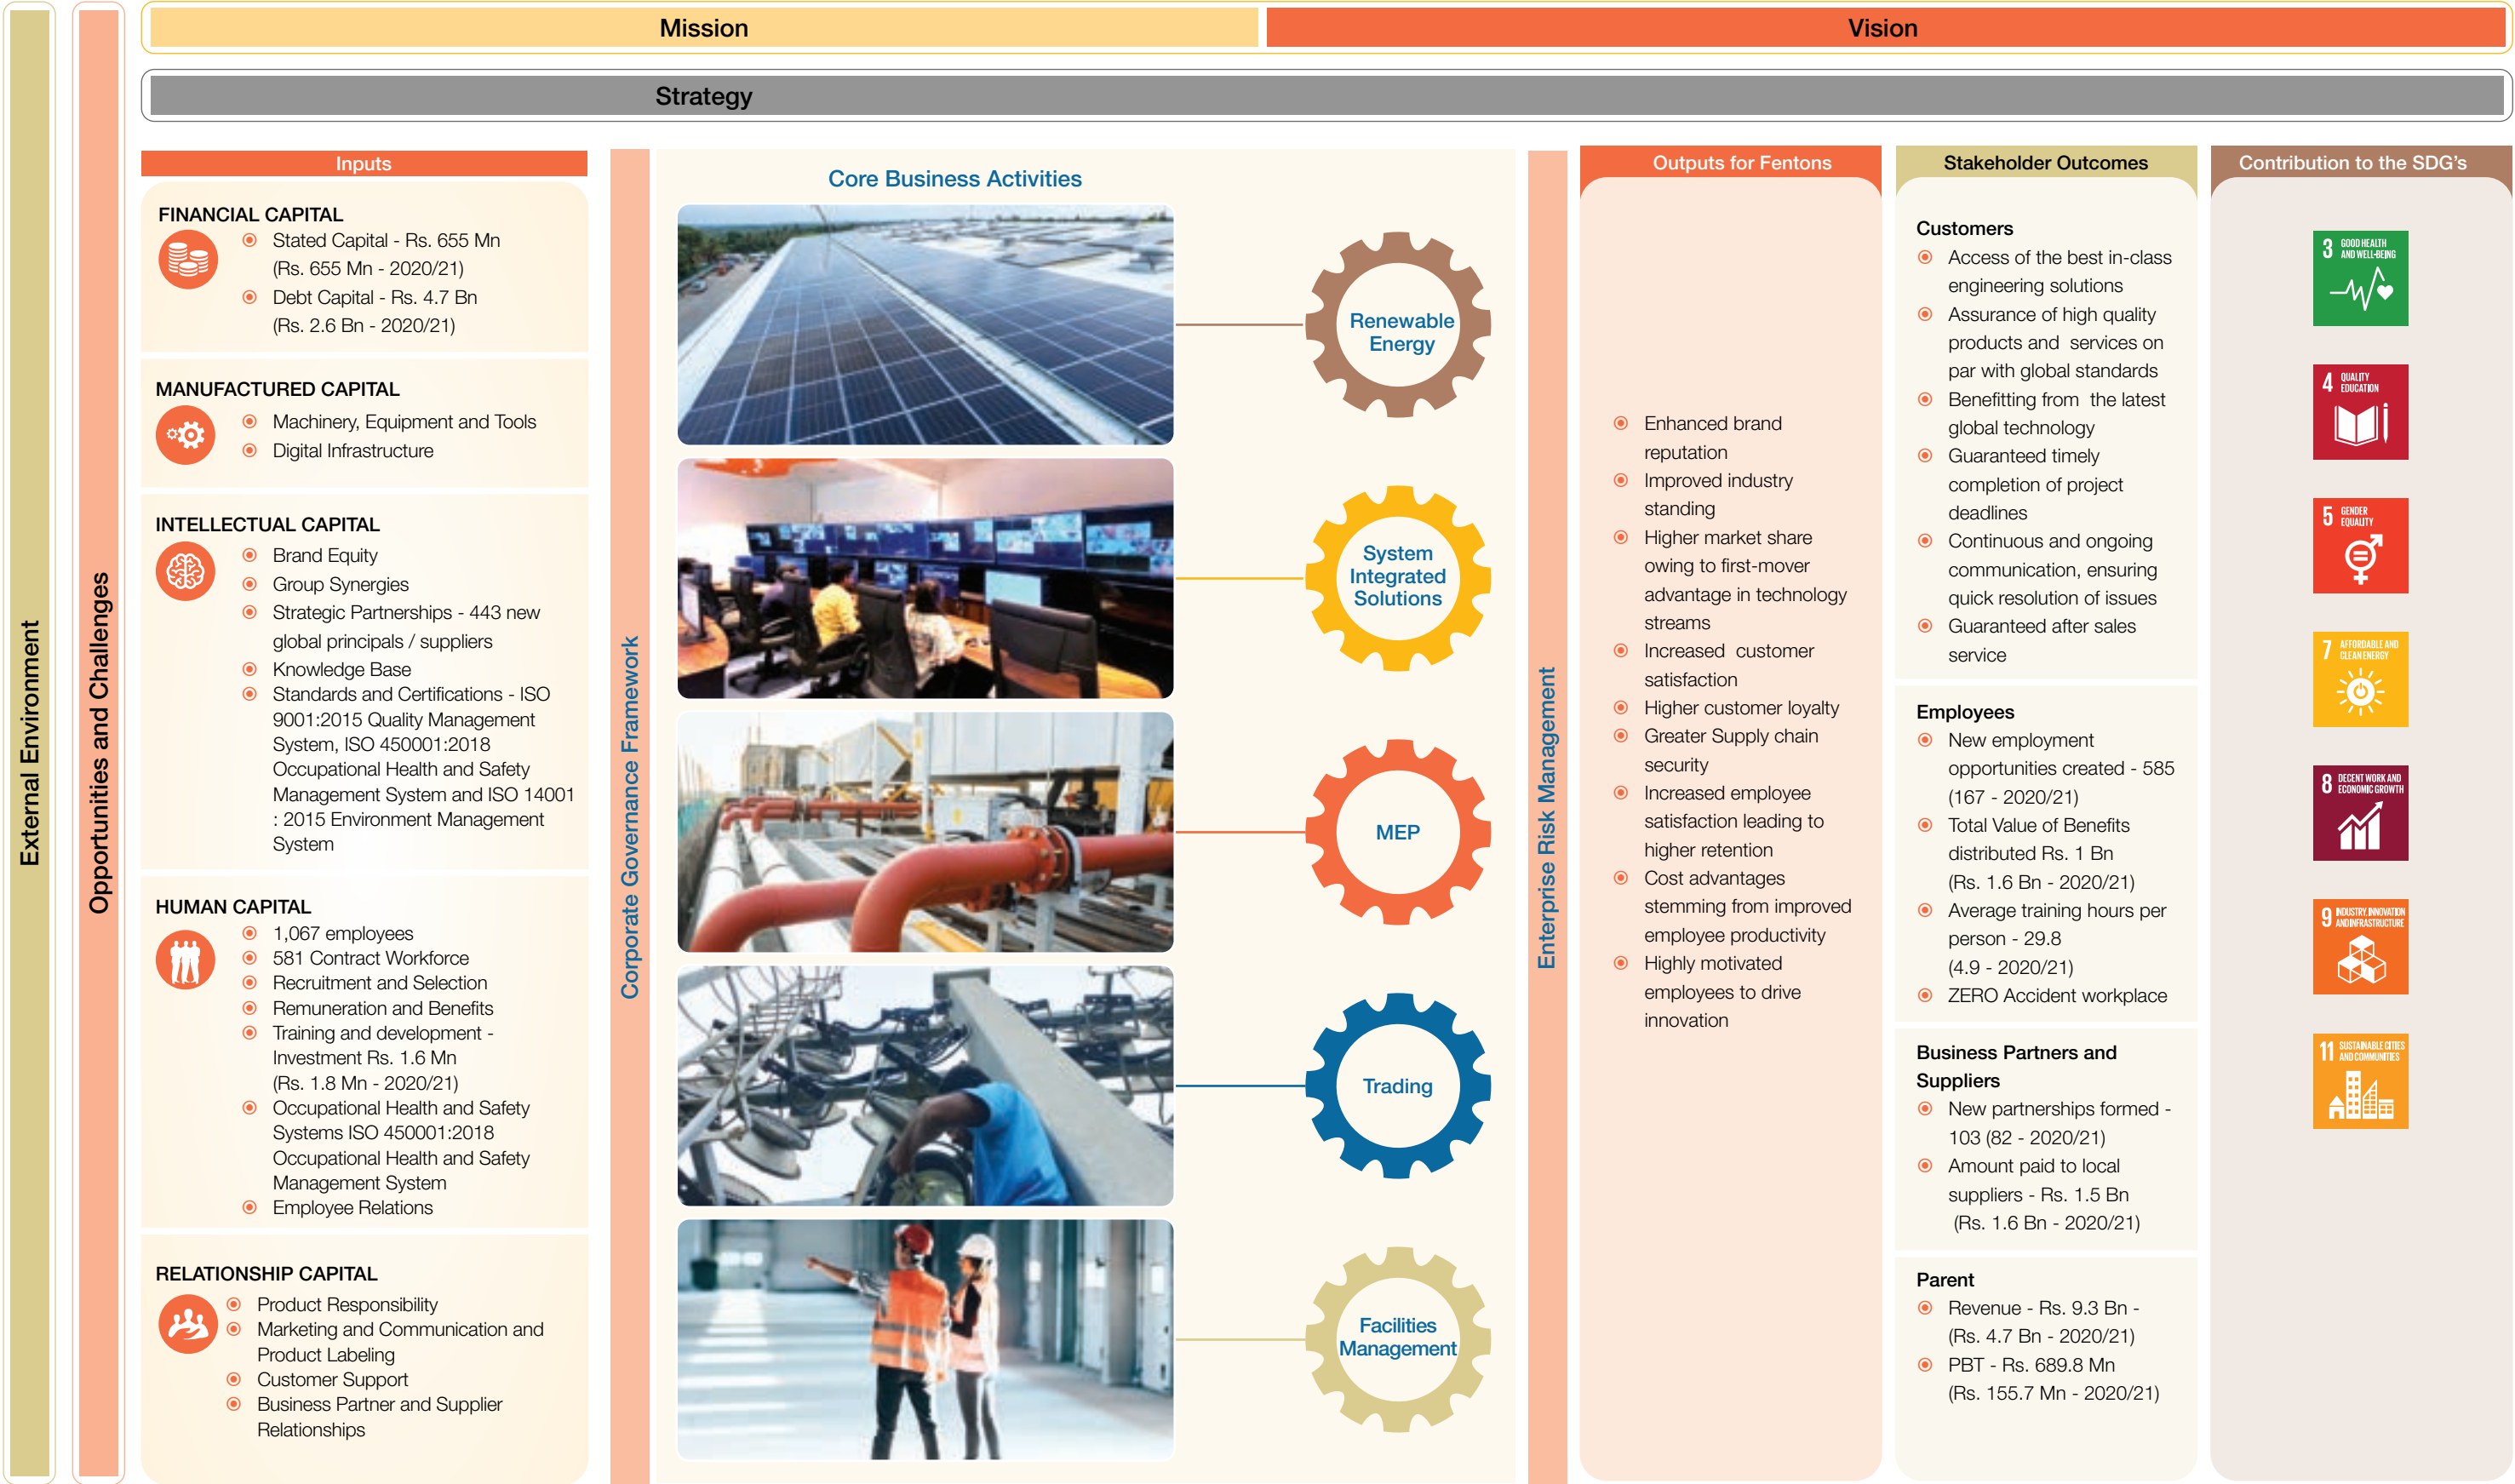 Mission
Vision
Strategy
External Environment
Opportunities and Challenges
Inputs
FINANCIAL CAPITAL
Stated Capital - Rs. 655 Mn
(Rs. 655 Mn - 2020/21)
Debt Capital - Rs. 4.7 Bn
(Rs. 2.6 Bn - 2020/21)
MANUFACTURED CAPITAL
Machinery, Equipment and Tools
Digital Infrastructure
INTELLECTUAL CAPITAL
Brand Equity
Group Synergies
Strategic Partnerships - 443 new
global principals / suppliers
Knowledge Base
Standards and Certifications - ISO
9001:2015 Quality Management
System, ISO 450001:2018
Occupational Health and Safety
Management System and ISO 14001
: 2015 Environment Management
System
HUMAN CAPITAL
1,067 employees
581 Contract Workforce
Recruitment and Selection
Remuneration and Benefits
Training and development -
Investment Rs. 1.6 Mn
(Rs. 1.8 Mn - 2020/21)
Occupational Health and Safety
Systems ISO 450001:2018
Occupational Health and Safety
Management System
Employee Relations
RELATIONSHIP CAPITAL
Product Responsibility
Marketing and Communication and
Product Labeling
Customer Support
Business Partner and Supplier
Relationships
Corporate Governance Framework
Core Business Activities
Renewable
Energy
System
Integrated
Solutions
MEP
Trading
Facilities
Management
Enterprise Risk Management
Outputs for Fentons
Enhanced brand
reputation
Improved industry
standing
Higher market share
owing to first-mover
advantage in technology
streams
Increased customer
satisfaction
Higher customer loyalty
Greater Supply chain
security
Increased employee
satisfaction leading to
higher retention
Cost advantages
stemming from improved
employee productivity
Highly motivated
employees to drive
innovation
Stakeholder Outcomes
Customers
Access of the best in-class
engineering solutions
Assurance of high quality
products and services on
par with global standards
Benefitting from the latest
global technology
Guaranteed timely
completion of project
deadlines
Continuous and ongoing
communication, ensuring
quick resolution of issues
Guaranteed after sales
service
Employees
New employment
opportunities created - 585
(167 - 2020/21)
Total Value of Benefits
distributed Rs. 1 Bn
(Rs. 1.6 Bn - 2020/21)
Average training hours per
person - 29.8
(4.9 - 2020/21)
ZERO Accident workplace
Business Partners and
Suppliers
New partnerships formed -
103 (82 - 2020/21)
Amount paid to local
suppliers - Rs. 1.5 Bn
(Rs. 1.6 Bn - 2020/21)
Parent
Revenue - Rs. 9.3 Bn -
(Rs. 4.7 Bn - 2020/21)
PBT - Rs. 689.8 Mn
(Rs. 155.7 Mn - 2020/21)
Contribution to the SDG's
3 GOOD HEALTH
AND WELL-BEING
4 QUALITY
EDUCATION
5 GENDER
EQUALITY
7 AFFORDABLE AND
CLEAN ENERGY
8 DECENT WORK AND
ECONOMIC GROWTH
9 INDUSTRY, INNOVATION
AND INFRASTRUCTURE
11 SUSTAINABLE CITIES
AND COMMUNITIES